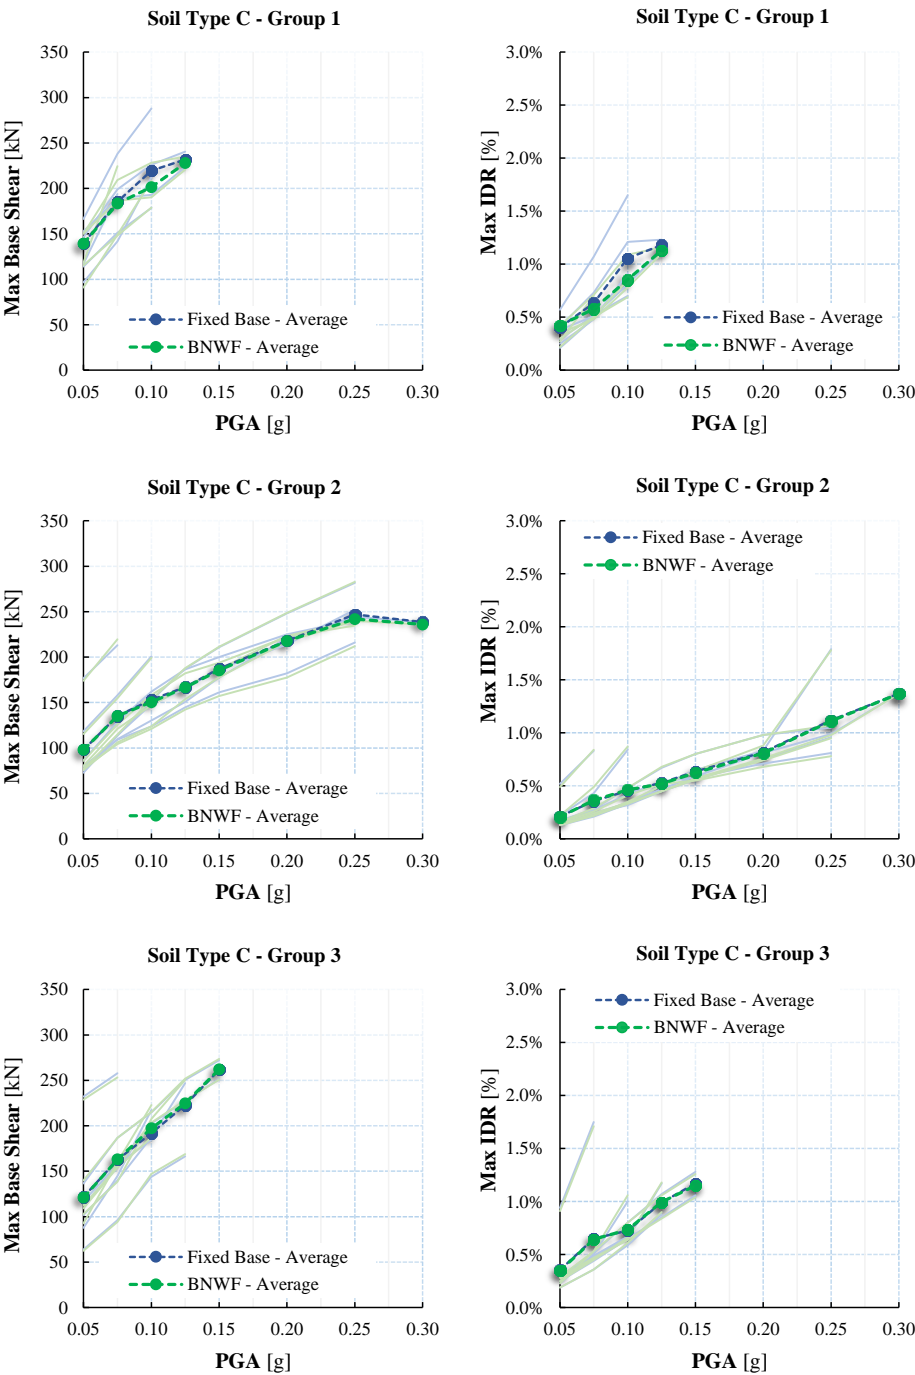 Soil Type C - Group 1
350
300
250
200
150
100
50
0
Max Base Shear [kN]
Fixed Base - Average
BNWF - Average
0.05 0.10 0.15 0.20 0.25 0.30
PGA [g]
Soil Type C - Group 1
3.0%
2.5%
2.0%
1.5%
1.0%
0.5%
0.0%
Max IDR [%]
Fixed Base - Average
BNWF - Average
0.05 0.10 0.15 0.20 0.25 0.30
PGA [g]
Soil Type C - Group 2
350
300
250
200
150
100
50
0
Max Base Shear [kN]
Fixed Base - Average
BNWF - Average
0.05 0.10 0.15 0.20 0.25 0.30
PGA [g]
Soil Type C - Group 2
3.0%
2.5%
2.0%
1.5%
1.0%
0.5%
0.0%
Max IDR [%]
Fixed Base - Average
BNWF - Average
0.05 0.10 0.15 0.20 0.25 0.30
PGA [g]
Soil Type C - Group 3
350
300
250
200
150
100
50
0
Max Base Shear [kN]
Fixed Base - Average
BNWF - Average
0.05 0.10 0.15 0.20 0.25 0.30
PGA [g]
Soil Type C - Group 3
3.0%
2.5%
2.0%
1.5%
1.0%
0.5%
0.0%
Max IDR [%]
Fixed Base - Average
BNWF - Average
0.05 0.10 0.15 0.20 0.25 0.30
PGA [g]